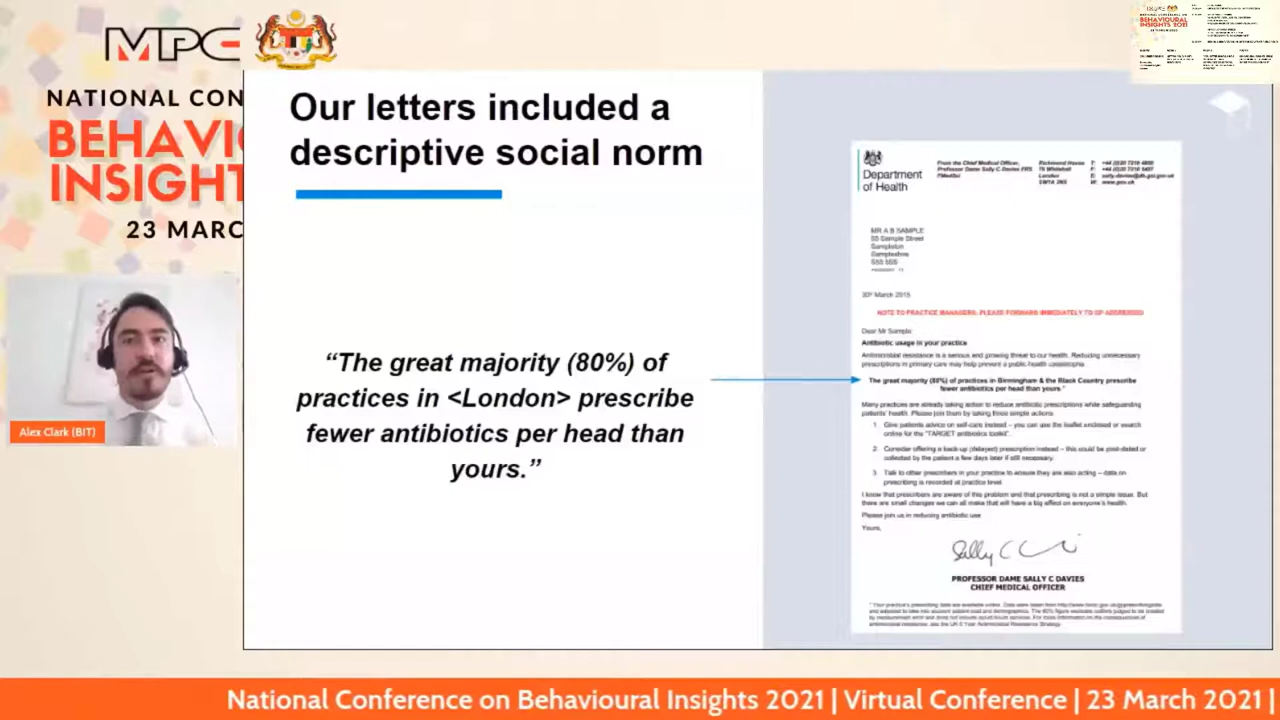 MPC
NATIONAL CON
BEHAVI
INSIGHT
23 MARC
Alex Clark (BIT)
BEHAVIOURAL
INSIGHTS 2021
Our letters included a
descriptive social norm
“The great majority (80%) of
practices in <London> prescribe
fewer antibiotics per head than
yours.”
Department
of Health
From the Chief Medical Officer,
Professor Dame Sally C Davies FRS
FMedSci
Richmond House
79 Whitehall
London
SW1A 2NS
MR A B SAMPLE
Sample Street
30th March 2015
NOTE TO PRACTICE MANAGERS: PLEASE FORWARD IMMEDIATELY TO GP ADDRESSED
Dear Mr Sample:
Antibiotic usage in your practice
Antimicrobial resistance is a serious and growing threat to our health. Reducing unnecessary
prescriptions in primary care may help prevent a public health catastrophe.
The great majority (80%) of practices in Birmingham & the Black Country prescribe
fewer antibiotics per head than yours.*
Many practices are already taking action to reduce antibiotic prescriptions while safeguarding
patients' health. Please join them by taking three simple actions
1. Give patients advice on self-care instead – you can use the leaflet enclosed or search
online for the "TARGET antibiotics toolkit".
2. Consider offering a back-up (delayed) prescription instead – this could be post-dated or
collected by the patient a few days later if still necessary.
3. Talk to other prescribers in your practice to ensure they are also acting – data on
prescribing is recorded at practice level
I know that prescribers are aware of this problem and that prescribing is not a simple issue. But
there are small changes we can all make that will have a big effect on everyone's health.
Please join us in reducing antibiotic use
Yours,
PROFESSOR DAME SALLY C DAVIES
CHIEF MEDICAL OFFICER
National Conference on Behavioural Insights 2021 | Virtual Conference | 23 March 2021 |